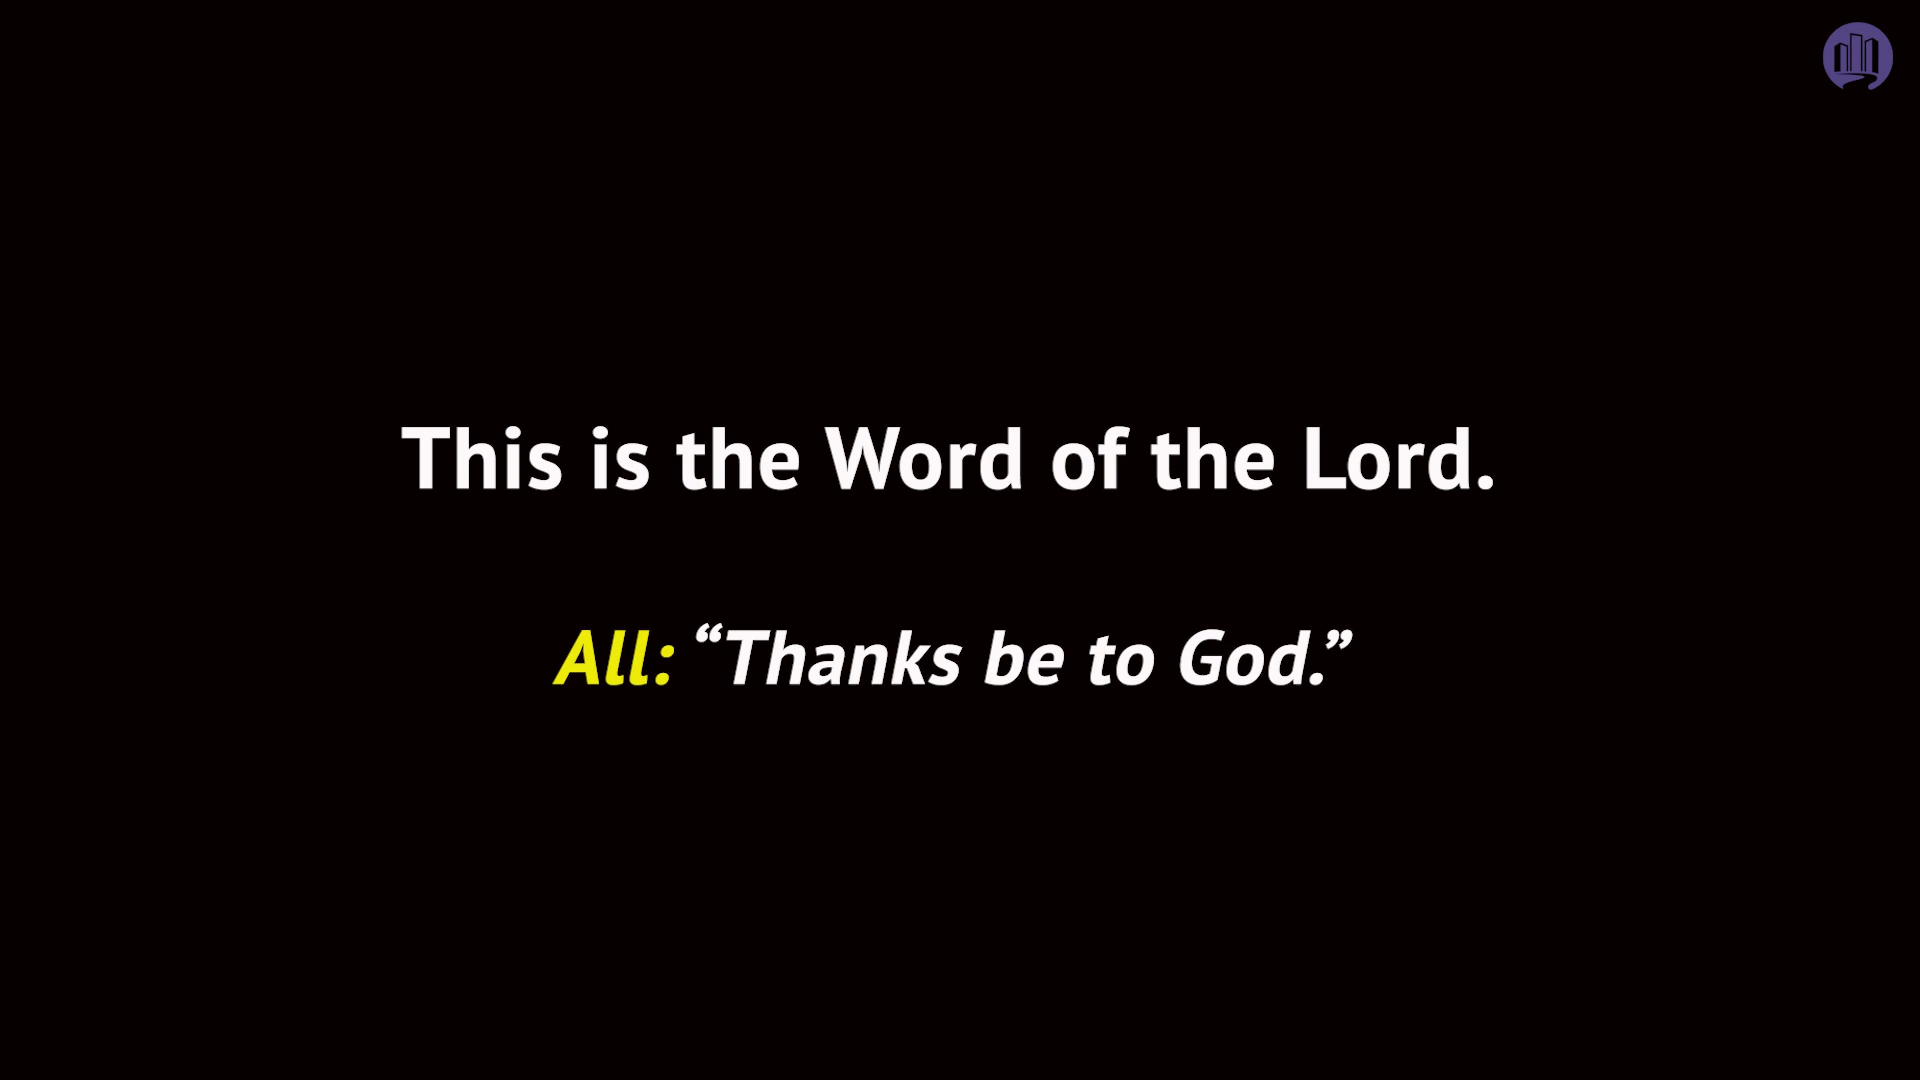 This is the Word of the Lord.
All: “Thanks be to God.”